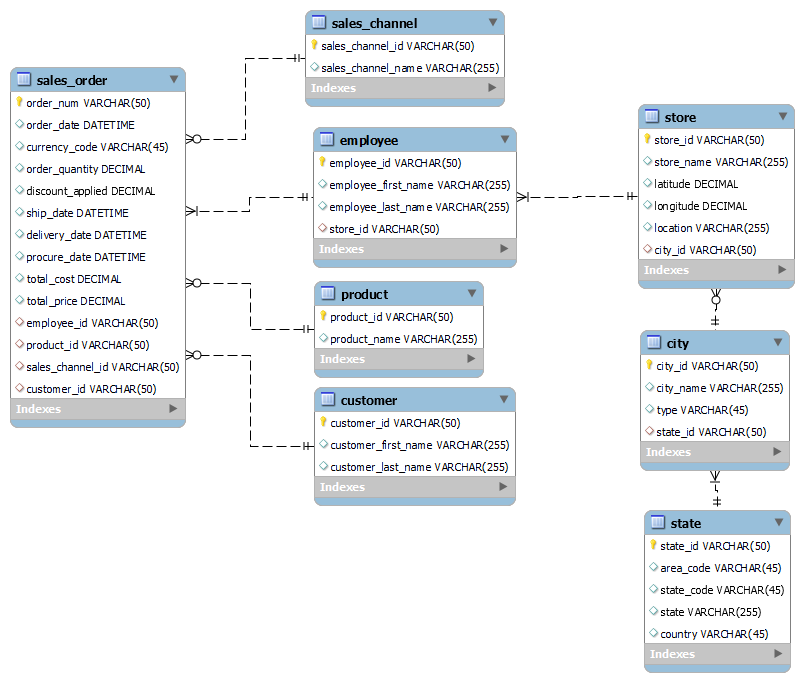 sales_channel
sales_channel_id VARCHAR(50)
sales_channel_name VARCHAR(255)
Indexes
sales_order
order_num VARCHAR(50)
order_date DATETIME
currency_code VARCHAR(45)
order_quantity DECIMAL
discount_applied DECIMAL
ship_date DATETIME
delivery_date DATETIME
procure_date DATETIME
total_cost DECIMAL
total_price DECIMAL
employee_id VARCHAR(50)
product_id VARCHAR(50)
sales_channel_id VARCHAR(50)
customer_id VARCHAR(50)
Indexes
employee
employee_id VARCHAR(50)
employee_first_name VARCHAR(255)
employee_last_name VARCHAR(255)
store_id VARCHAR(50)
Indexes
product
product_id VARCHAR(50)
product_name VARCHAR(255)
Indexes
customer
customer_id VARCHAR(50)
customer_first_name VARCHAR(255)
customer_last_name VARCHAR(255)
Indexes
store
store_id VARCHAR(50)
store_name VARCHAR(255)
latitude DECIMAL
longitude DECIMAL
location VARCHAR(255)
city_id VARCHAR(50)
Indexes
city
city_id VARCHAR(50)
city_name VARCHAR(255)
type VARCHAR(45)
state_id VARCHAR(50)
Indexes
state
state_id VARCHAR(50)
area_code VARCHAR(45)
state_code VARCHAR(45)
state VARCHAR(255)
country VARCHAR(45)
Indexes